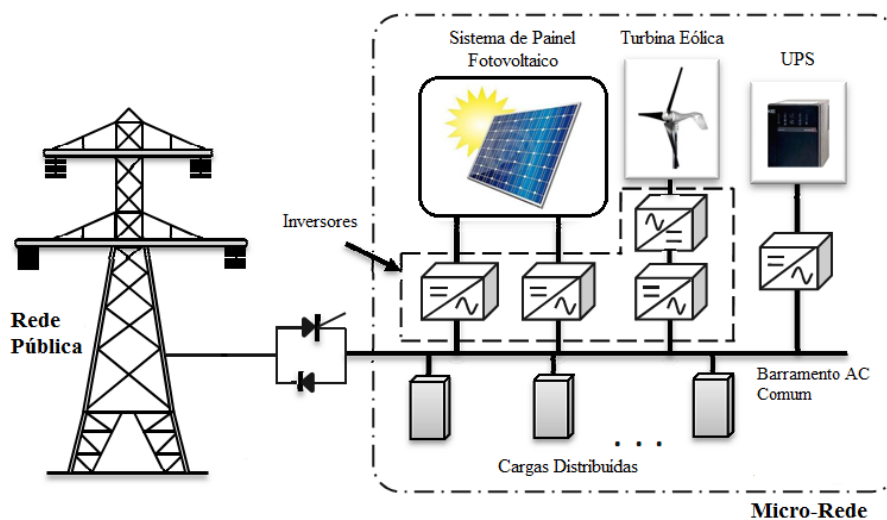 Sistema de Painel
Fotovoltaico
Turbina Eólica
UPS
Inversores
Rede
Pública
Barramento AC
Comum
Cargas Distribuídas
Micro-Rede